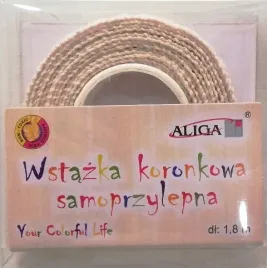 ALIGA®
Wstążka koronkowa
samoprzylepna
Your Colorful Life
dł: 1,8 m